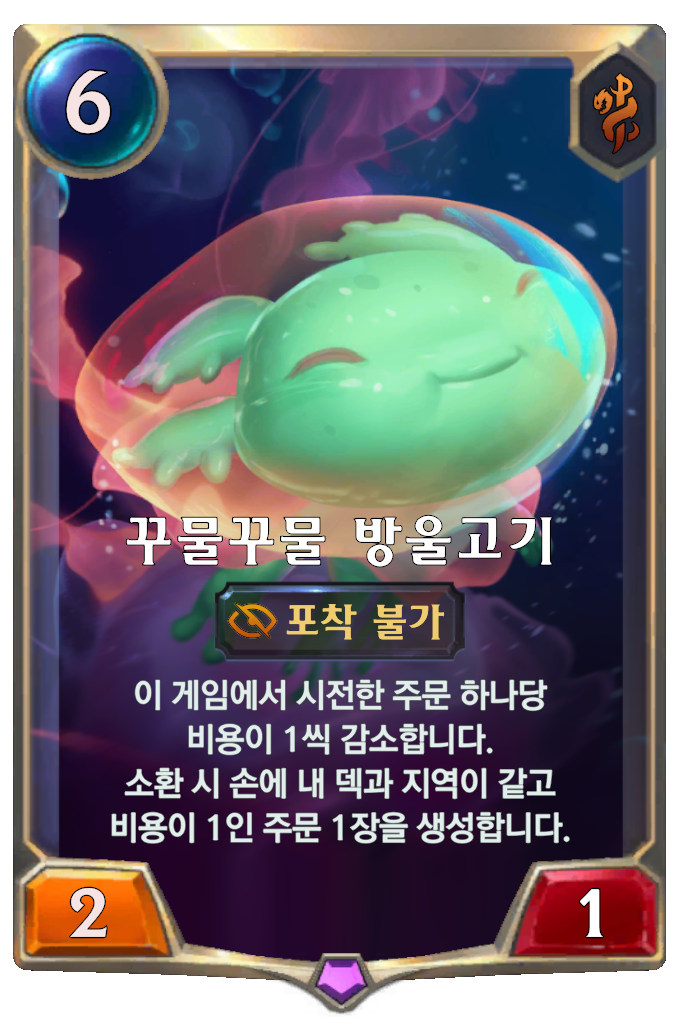 6
꾸물꾸물 방울고기
포착 불가
이 게임에서 시전한 주문 하나당
비용이 1씩 감소합니다.
소환 시 손에 내 덱과 지역이 같고
비용이 1인 주문 1장을 생성합니다.
2
1